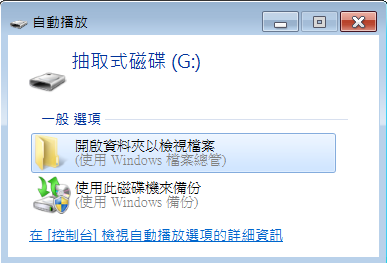 自動播放
抽取式磁碟 (G:)
一般 選項
開啟資料夾以檢視檔案
(使用 Windows 檔案總管)
使用此磁碟機來備份
(使用 Windows 備份)
在 [控制台] 檢視自動播放選項的詳細資訊